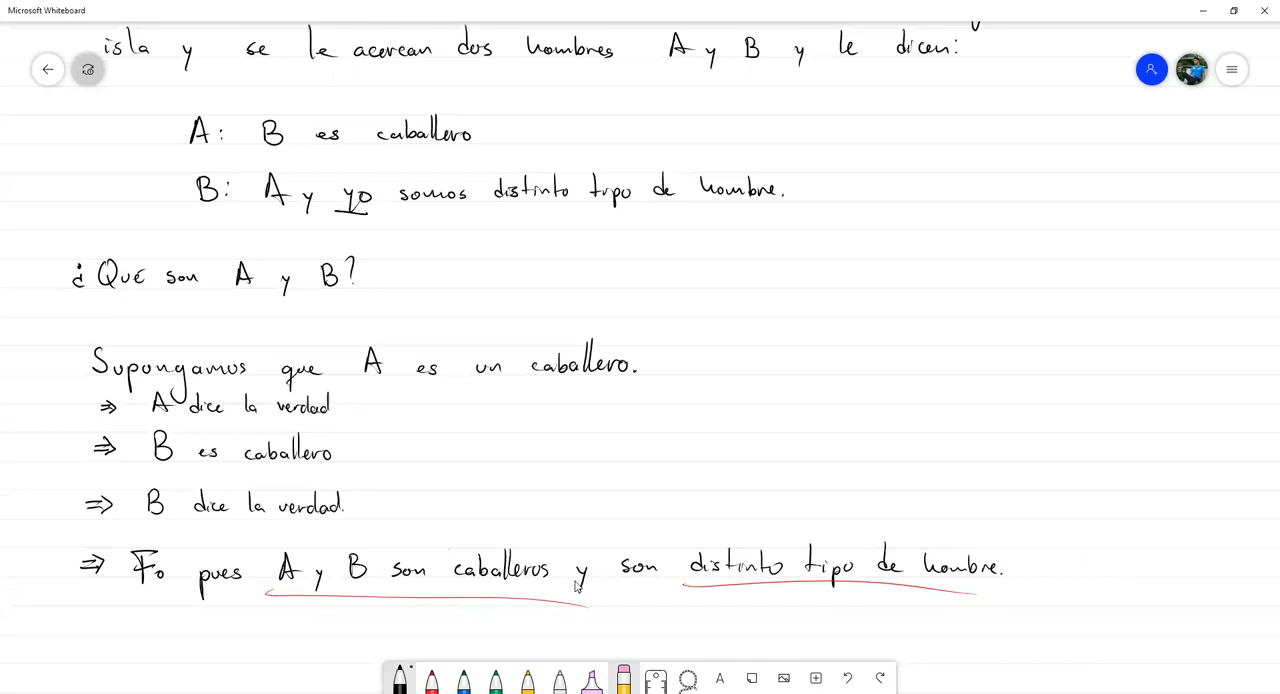 Microsoft Whiteboard
isla y se le acercan dos hombres A y B y le dicen:
A: B es caballero
B: A y yo somos distinto tipo de hombre.
¿Qué son A y B?
Supongamos que A es un caballero.
⇒ A dice la verdad
⇒ B es caballero
⇒ B dice la verdad.
⇒ Fo pues A y B son caballeros y son distinto tipo de hombre.